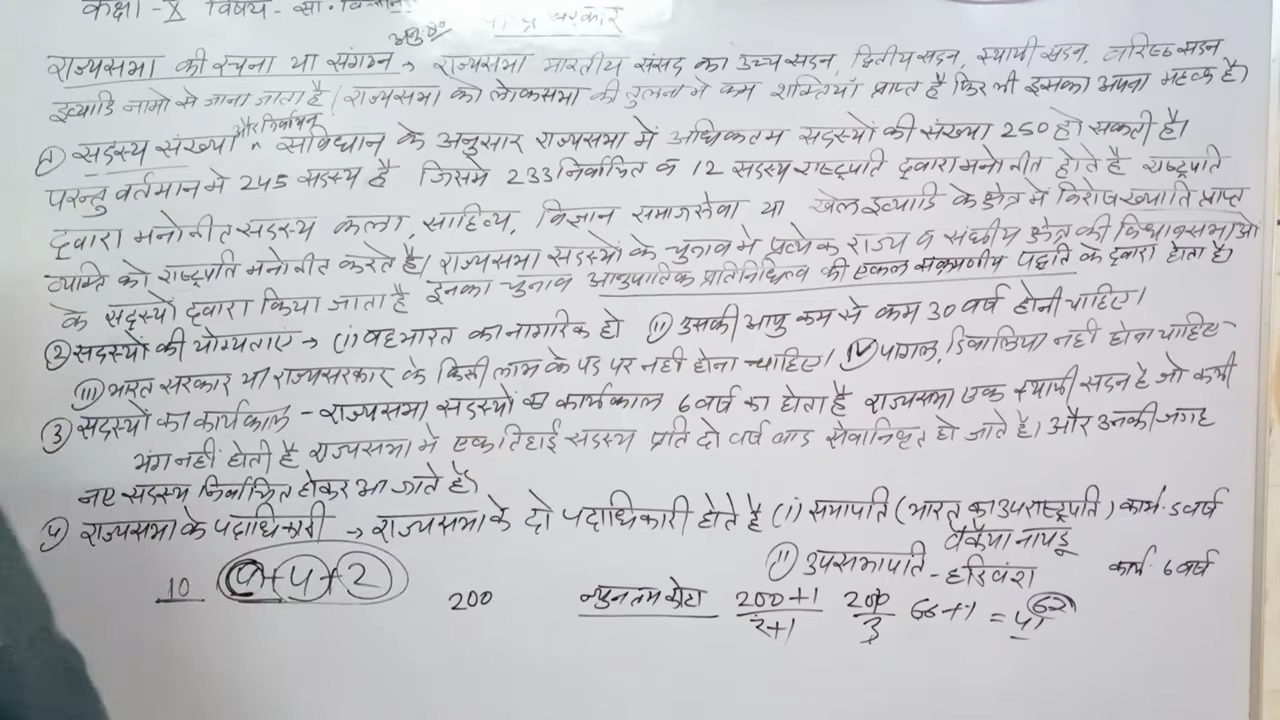 कक्षा - X विषय - सा. विज्ञान
सरकार
राज्यसभा की रचना या संगठन → राज्यसभा भारतीय संसद का उच्च सदन, द्वितीय सदन, स्थायी सदन, वरिष्ठ सदन
इत्यादि नामो से जाना जाता है (राज्यसभा को लोकसभा की तुलना मे कम शक्तियाँ प्राप्त है फिर भी इसका अपना महत्व है)
① सदस्य संख्या और निर्वाचन संविधान के अनुसार राज्यसभा में अधिकतम सदस्यों की संख्या 250 हो सकती है।
परन्तु वर्तमान मे 245 सदस्य है जिसमे 233 निर्वाचित व 12 सदस्य राष्ट्रपति द्वारा मनोनीत होते है राष्ट्रपति
द्वारा मनोनीत सदस्य कला, साहित्य, विज्ञान समाजसेवा या खेल इत्यादि के क्षेत्र मे विशेष ख्याति प्राप्त
व्यक्ति को राष्ट्रपति मनोनीत करते है। राज्यसभा सदस्यों के चुनाव मे प्रत्येक राज्य व संघीय क्षेत्र की विधानसभाओ
के सदस्यो द्वारा किया जाता है इनका चुनाव आनुपातिक प्रतिनिधित्व की एकल संक्रमणीय पद्दति के द्वारा होता है।
② सदस्यों की योग्यताएं → (i) वह भारत का नागरिक हो (ii) उसकी आयु कम से कम 30 वर्ष होनी चाहिए।
(iii) भारत सरकार या राज्यसरकार के किसी लाभ के पद पर नही होना चाहिए। (iv) पागल, दिवालिया नही होना चाहिए
③ सदस्यों का कार्यकाल - राज्यसभा सदस्यों का कार्यकाल 6 वर्ष का होता है राज्यसभा एक स्थायी सदन है जो कभी
भंग नही होती है राज्यसभा मे एक तिहाई सदस्य प्रति दो वर्ष बाद सेवानिवृत हो जाते है। और उनकी जगह
नए सदस्य निर्वाचित होकर आ जाते है।
4) राज्यसभा के पदाधिकारी → राज्यसभा के दो पदाधिकारी होते है (i) सभापति (भारत का उपराष्ट्रपति) कार्य. 5 वर्ष
वैकैया नायडू
(ii) उपसभापति - हरिवंश कार्य. 6 वर्ष
10 +4+2 200 न्युनतम कोटा 200+1 / 2+1 200 / 3 66+1 = 67